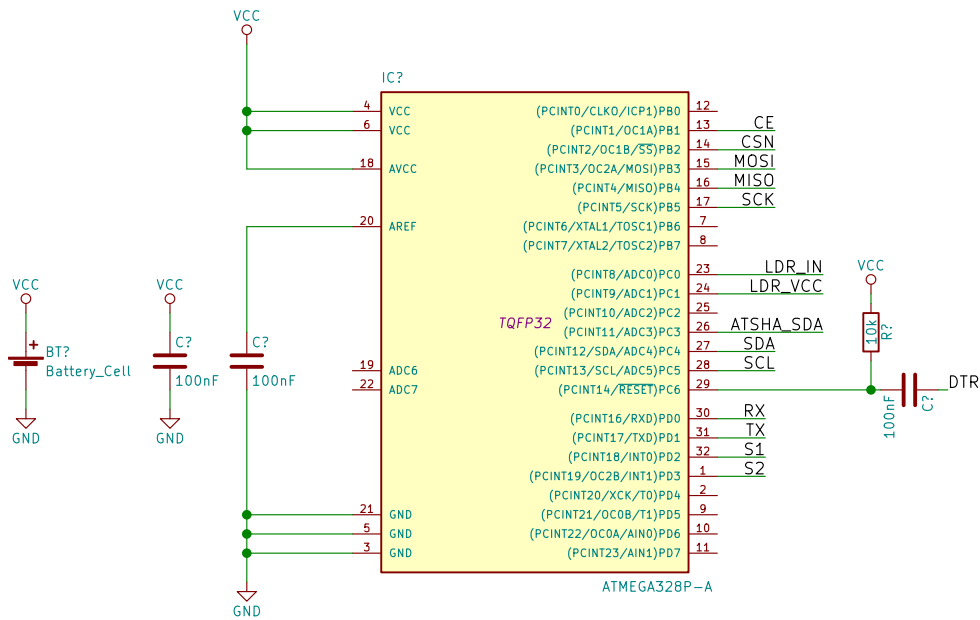 VCC
IC?
4 VCC (PCINT0/CLKO/ICP1)PB0 12
6 VCC (PCINT1/OC1A)PB1 13 CE
(PCINT2/OC1B/SS)PB2 14 CSN
18 AVCC (PCINT3/OC2A/MOSI)PB3 15 MOSI
(PCINT4/MISO)PB4 16 MISO
(PCINT5/SCK)PB5 17 SCK
20 AREF (PCINT6/XTAL1/TOSC1)PB6 7
(PCINT7/XTAL2/TOSC2)PB7 8
(PCINT8/ADC0)PC0 23 LDR_IN
(PCINT9/ADC1)PC1 24 LDR_VCC
(PCINT10/ADC2)PC2 25
TQFP32
(PCINT11/ADC3)PC3 26 ATSHA_SDA
(PCINT12/SDA/ADC4)PC4 27 SDA
19 ADC6 (PCINT13/SCL/ADC5)PC5 28 SCL
22 ADC7 (PCINT14/RESET)PC6 29
(PCINT16/RXD)PD0 30 RX
(PCINT17/TXD)PD1 31 TX
(PCINT18/INT0)PD2 32 S1
(PCINT19/OC2B/INT1)PD3 1 S2
(PCINT20/XCK/T0)PD4 2
21 GND (PCINT21/OC0B/T1)PD5 9
5 GND (PCINT22/OC0A/AIN0)PD6 10
3 GND (PCINT23/AIN1)PD7 11
ATMEGA328P-A
GND
VCC
+
BT?
Battery_Cell
GND
VCC
C?
100nF
GND
C?
100nF
VCC
10k
R?
100nF
C?
DTR